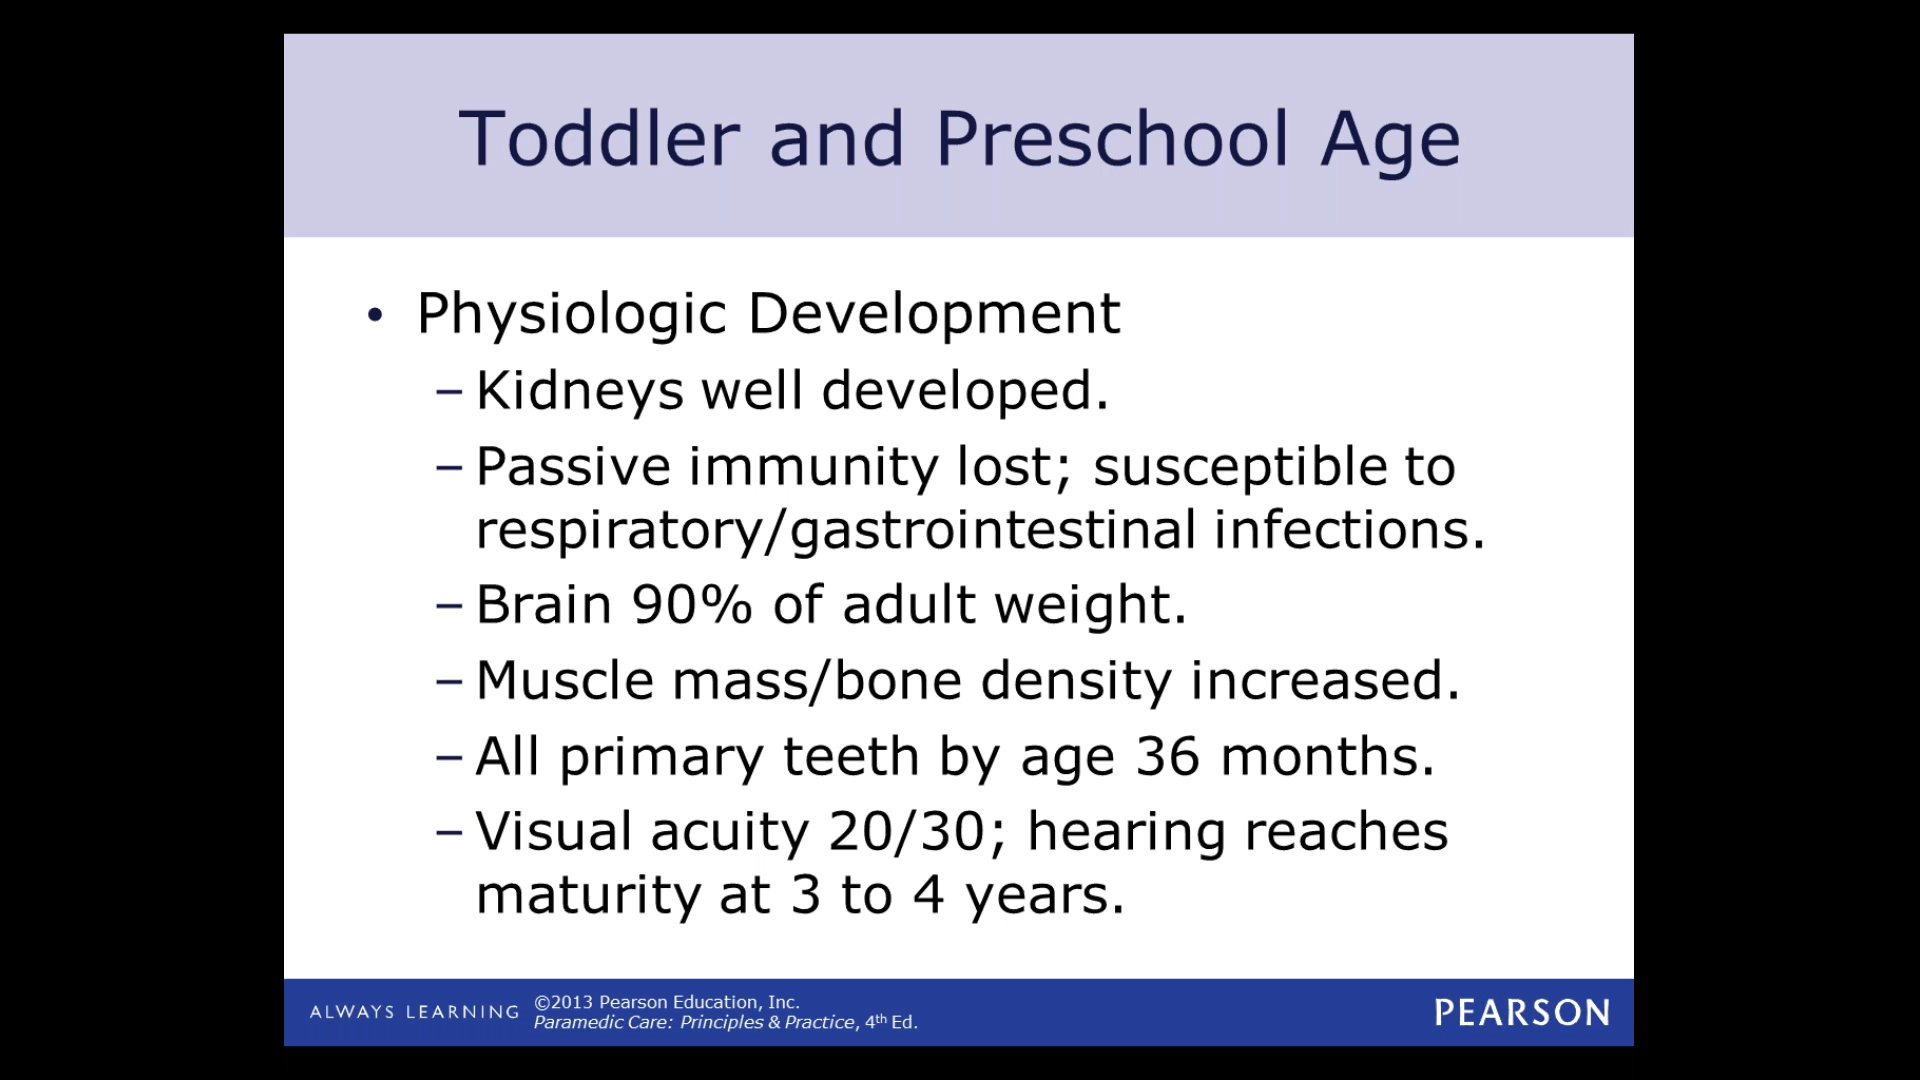 Toddler and Preschool Age
• Physiologic Development
– Kidneys well developed.
– Passive immunity lost; susceptible to
respiratory/gastrointestinal infections.
– Brain 90% of adult weight.
– Muscle mass/bone density increased.
– All primary teeth by age 36 months.
– Visual acuity 20/30; hearing reaches
maturity at 3 to 4 years.
ALWAYS LEARNING
©2013 Pearson Education, Inc.
Paramedic Care: Principles & Practice, 4th Ed.
PEARSON